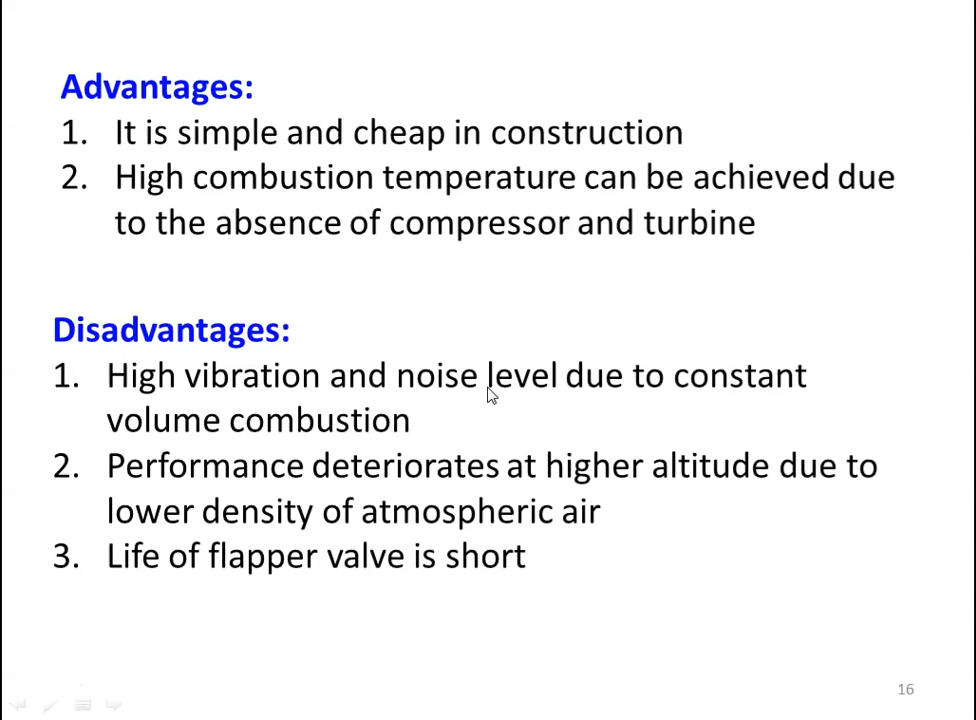 Advantages:
1. It is simple and cheap in construction
2. High combustion temperature can be achieved due
to the absence of compressor and turbine
Disadvantages:
1. High vibration and noise level due to constant
volume combustion
2. Performance deteriorates at higher altitude due to
lower density of atmospheric air
3. Life of flapper valve is short
16